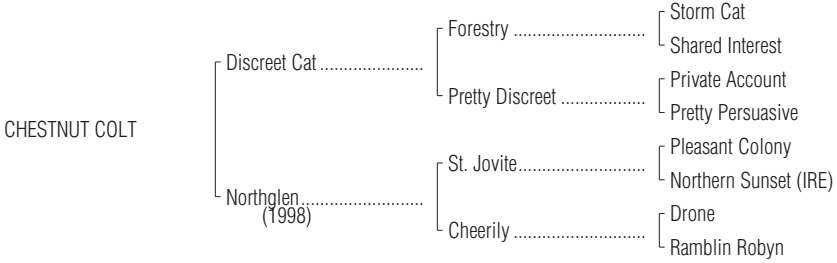 Storm Cat
Forestry ..................................
Shared Interest
Discreet Cat ......................
Private Account
Pretty Discreet ..................
Pretty Persuasive
CHESTNUT COLT
Pleasant Colony
St. Jovite...........................
Northern Sunset (IRE)
Northglen..........................
(1998)
Drone
Cheerily ............................
Ramblin Robyn